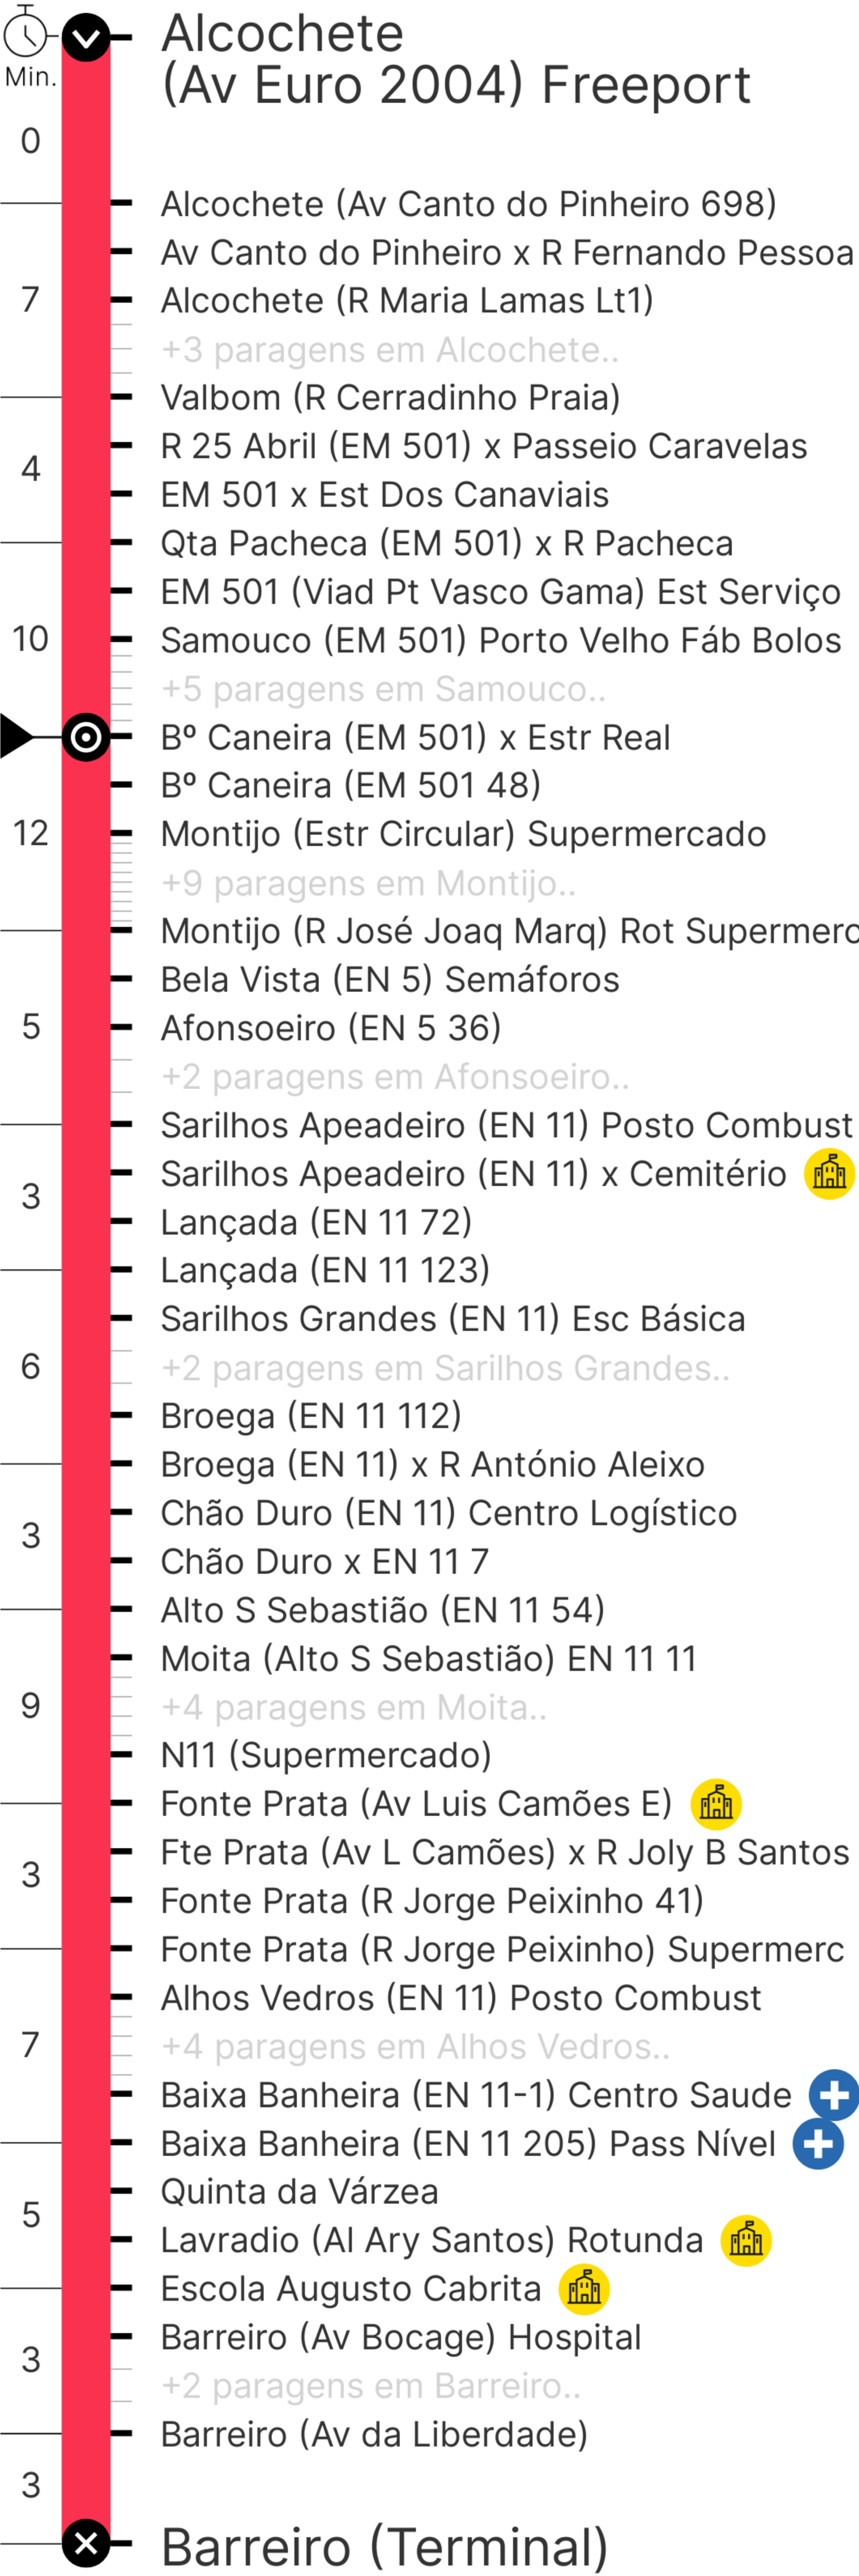 Min.
Alcochete
(Av Euro 2004) Freeport
0
Alcochete (Av Canto do Pinheiro 698)
Av Canto do Pinheiro x R Fernando Pessoa
7
Alcochete (R Maria Lamas Lt1)
+3 paragens em Alcochete..
Valbom (R Cerradinho Praia)
R 25 Abril (EM 501) x Passeio Caravelas
4
EM 501 x Est Dos Canaviais
Qta Pacheca (EM 501) x R Pacheca
EM 501 (Viad Pt Vasco Gama) Est Serviço
10
Samouco (EM 501) Porto Velho Fáb Bolos
+5 paragens em Samouco..
Bº Caneira (EM 501) x Estr Real
Bº Caneira (EM 501 48)
12
Montijo (Estr Circular) Supermercado
+9 paragens em Montijo..
Montijo (R José Joaq Marq) Rot Supermerc
Bela Vista (EN 5) Semáforos
5
Afonsoeiro (EN 5 36)
+2 paragens em Afonsoeiro..
Sarilhos Apeadeiro (EN 11) Posto Combust
Sarilhos Apeadeiro (EN 11) x Cemitério
3
Lançada (EN 11 72)
Lançada (EN 11 123)
Sarilhos Grandes (EN 11) Esc Básica
6
+2 paragens em Sarilhos Grandes..
Broega (EN 11 112)
Broega (EN 11) x R António Aleixo
Chão Duro (EN 11) Centro Logístico
3
Chão Duro x EN 11 7
Alto S Sebastião (EN 11 54)
Moita (Alto S Sebastião) EN 11 11
9
+4 paragens em Moita..
N11 (Supermercado)
Fonte Prata (Av Luis Camões E)
Fte Prata (Av L Camões) x R Joly B Santos
3
Fonte Prata (R Jorge Peixinho 41)
Fonte Prata (R Jorge Peixinho) Supermerc
Alhos Vedros (EN 11) Posto Combust
7
+4 paragens em Alhos Vedros..
Baixa Banheira (EN 11-1) Centro Saude
Baixa Banheira (EN 11 205) Pass Nível
Quinta da Várzea
5
Lavradio (Al Ary Santos) Rotunda
Escola Augusto Cabrita
Barreiro (Av Bocage) Hospital
3
+2 paragens em Barreiro..
Barreiro (Av da Liberdade)
3
Barreiro (Terminal)